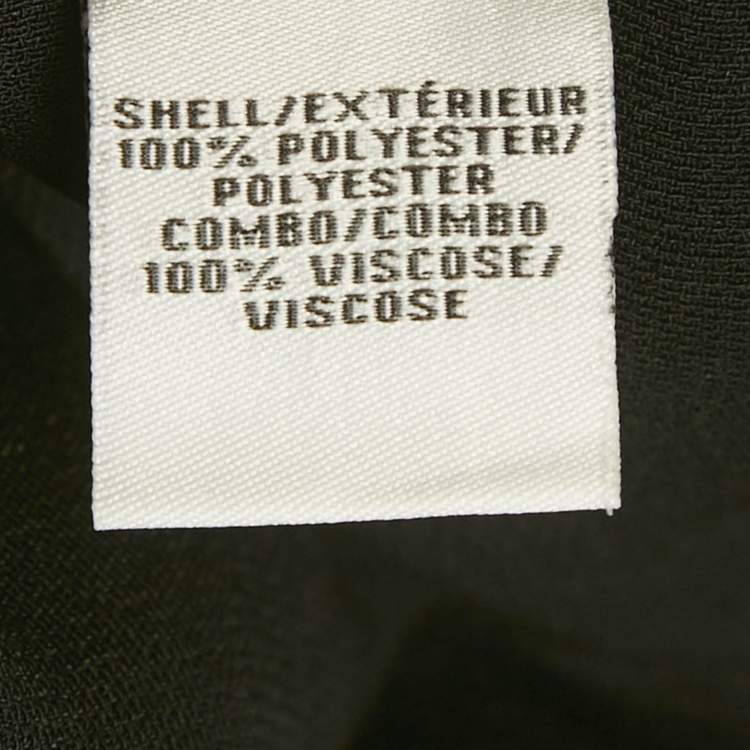 SHELL/EXTÉRIEUR
100% POLYESTER/
POLYESTER
COMBO/COMBO
100% VISCOSE/
VISCOSE